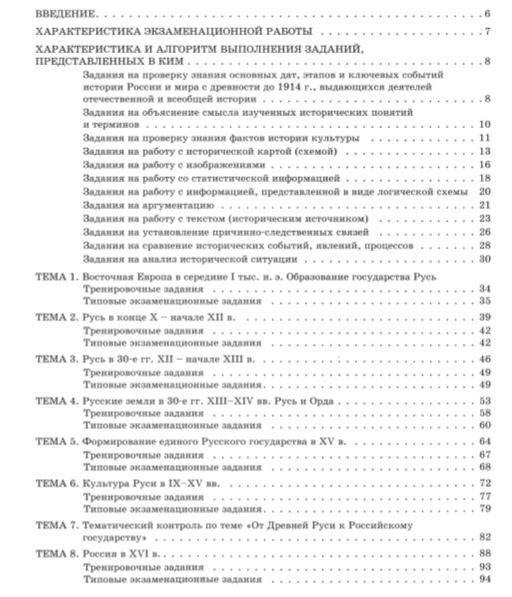 ВВЕДЕНИЕ. 6
ХАРАКТЕРИСТИКА ЭКЗАМЕНАЦИОННОЙ РАБОТЫ 7
ХАРАКТЕРИСТИКА И АЛГОРИТМ ВЫПОЛНЕНИЯ ЗАДАНИЙ,
ПРЕДСТАВЛЕННЫХ В КИМ 8
Задания на проверку знания основных дат, этапов и ключевых событий
истории России и мира с древности до 1914 г., выдающихся деятелей
отечественной и всеобщей истории 8
Задания на объяснение смысла изученных исторических понятий
и терминов 10
Задания на проверку знания фактов истории культуры 11
Задания на работу с исторической картой (схемой) 13
Задания на работу с изображениями 16
Задания на работу со статистической информацией 18
Задания на работу с информацией, представленной в виде логической схемы 20
Задания на аргументацию 21
Задания на работу с текстом (историческим источником) 23
Задания на установление причинно-следственных связей 26
Задания на сравнение исторических событий, явлений, процессов 28
Задания на анализ исторической ситуации 30
ТЕМА 1. Восточная Европа в середине I тыс. н. э. Образование государства Русь
Тренировочные задания 34
Типовые экзаменационные задания 35
ТЕМА 2. Русь в конце X – начале XII в. 39
Тренировочные задания 42
Типовые экзаменационные задания 42
ТЕМА 3. Русь в 30-е гг. XII – начале XIII в. 46
Тренировочные задания 49
Типовые экзаменационные задания. 49
ТЕМА 4. Русские земли в 30-е гг. XIII–XIV вв. Русь и Орда 53
Тренировочные задания 58
Типовые экзаменационные задания 60
ТЕМА 5. Формирование единого Русского государства в XV в. 64
Тренировочные задания 67
Типовые экзаменационные задания 68
ТЕМА 6. Культура Руси в IX–XV вв. 72
Тренировочные задания 77
Типовые экзаменационные задания. 79
ТЕМА 7. Тематический контроль по теме «От Древней Руси к Российскому
государству» 82
ТЕМА 8. Россия в XVI в. 88
Тренировочные задания 93
Типовые экзаменационные задания 94